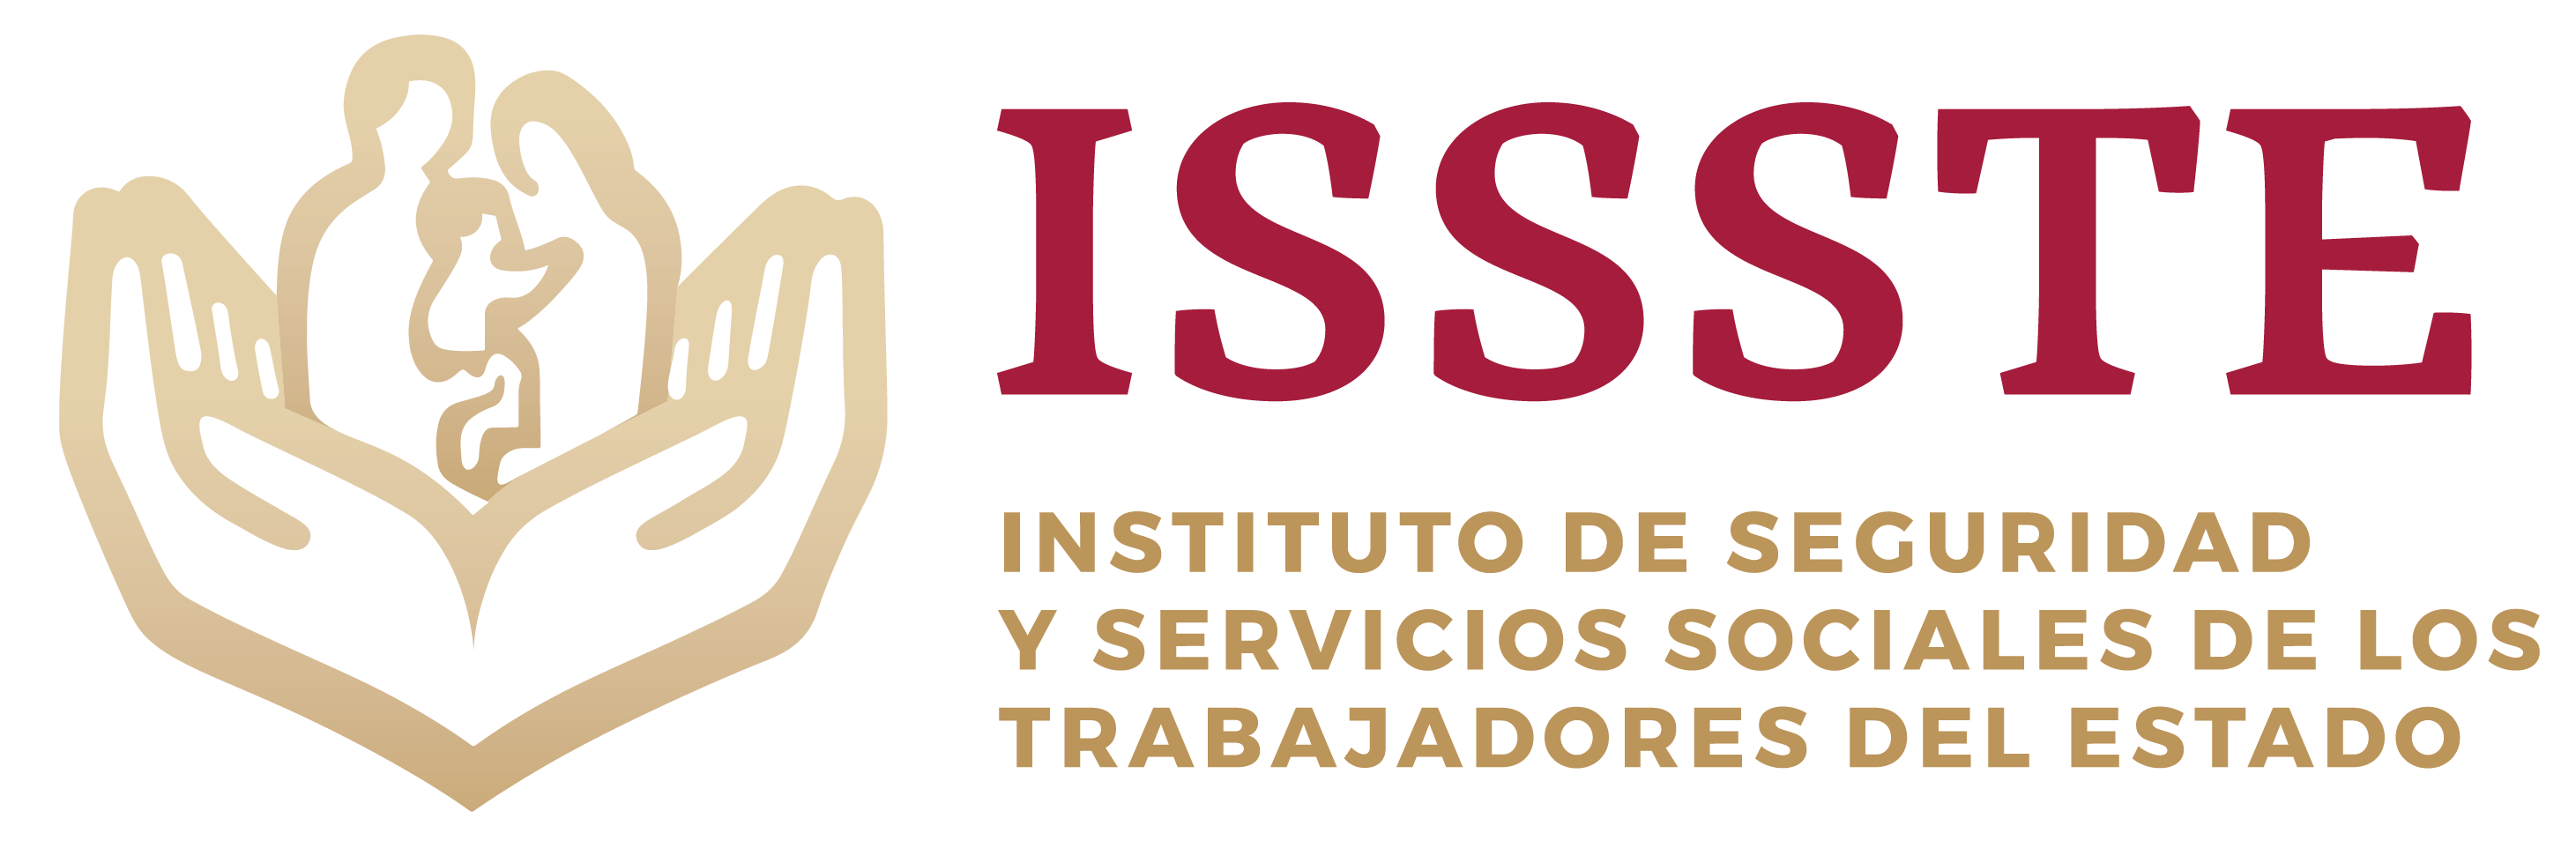 ISSSTE
INSTITUTO DE SEGURIDAD
Y SERVICIOS SOCIALES DE LOS
TRABAJADORES DEL ESTADO